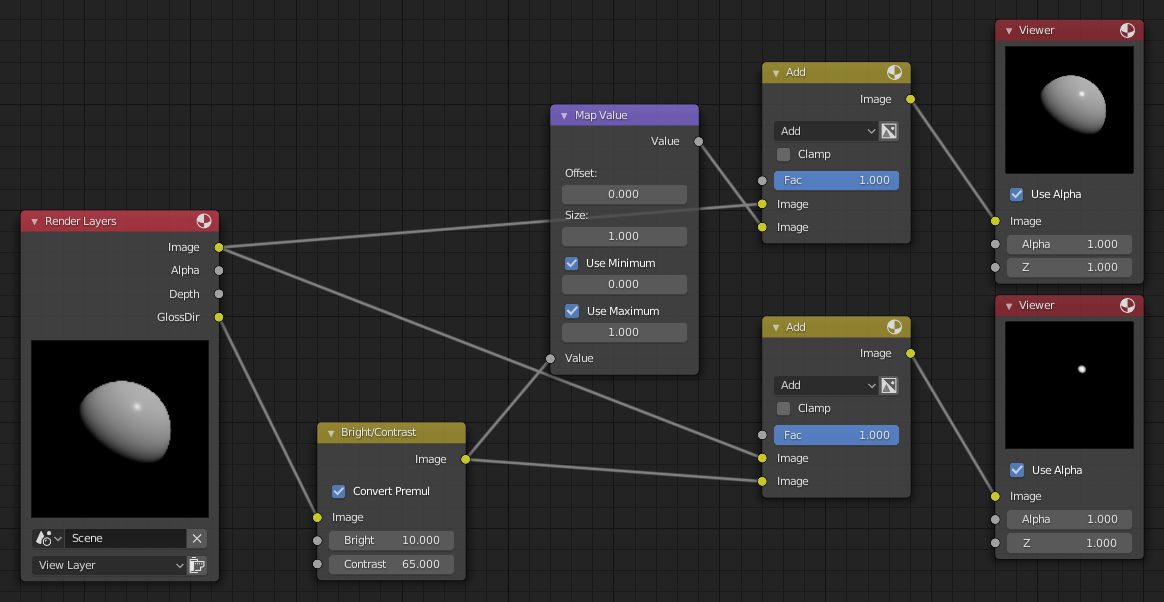 Render Layers
Image
Alpha
Depth
GlossDir
Scene
View Layer
Bright/Contrast
Image
Convert Premul
Image
Bright 10.000
Contrast 65.000
Map Value
Value
Offset:
0.000
Size:
1.000
Use Minimum
0.000
Use Maximum
1.000
Value
Add
Image
Add
Clamp
Fac 1.000
Image
Image
Add
Image
Add
Clamp
Fac 1.000
Image
Image
Viewer
Use Alpha
Image
Alpha 1.000
Z 1.000
Viewer
Use Alpha
Image
Alpha 1.000
Z 1.000